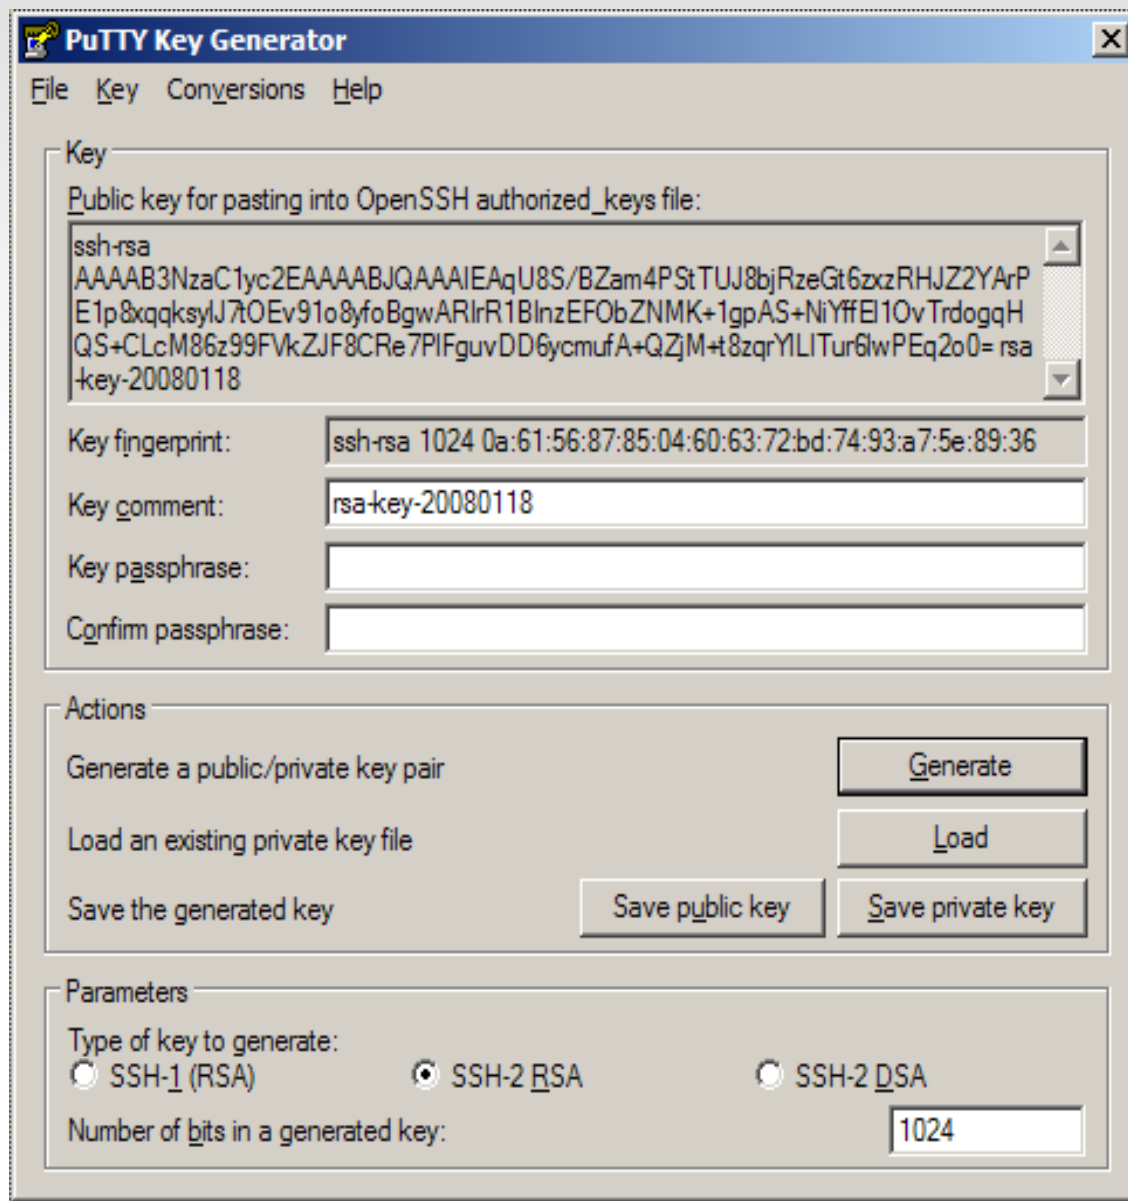 PuTTY Key Generator
File Key Conversions Help
Key
Public key for pasting into OpenSSH authorized_keys file:
ssh-rsa
AAAAB3NzaC1yc2EAAAABJQAAAIEAqU8S/BZam4PStTUJ8bjRzeGt6zxzRHJZ2YArP
E1p8xqqksylJ7tOEv91o8yfoBgwARIrR1BInzEFObZNMK+1gpAS+NiYffEl1OvTrdogqH
QS+CLcM86z99FVkZJF8CRe7PIFguvDD6ycmufA+QZjM+t8zqrYlLITur6lwPEq2o0= rsa
-key-20080118
Key fingerprint: ssh-rsa 1024 0a:61:56:87:85:04:60:63:72:bd:74:93:a7:5e:89:36
Key comment: rsa-key-20080118
Key passphrase:
Confirm passphrase:
Actions
Generate a public/private key pair Generate
Load an existing private key file Load
Save the generated key Save public key Save private key
Parameters
Type of key to generate:
SSH-1 (RSA) SSH-2 RSA SSH-2 DSA
Number of bits in a generated key: 1024